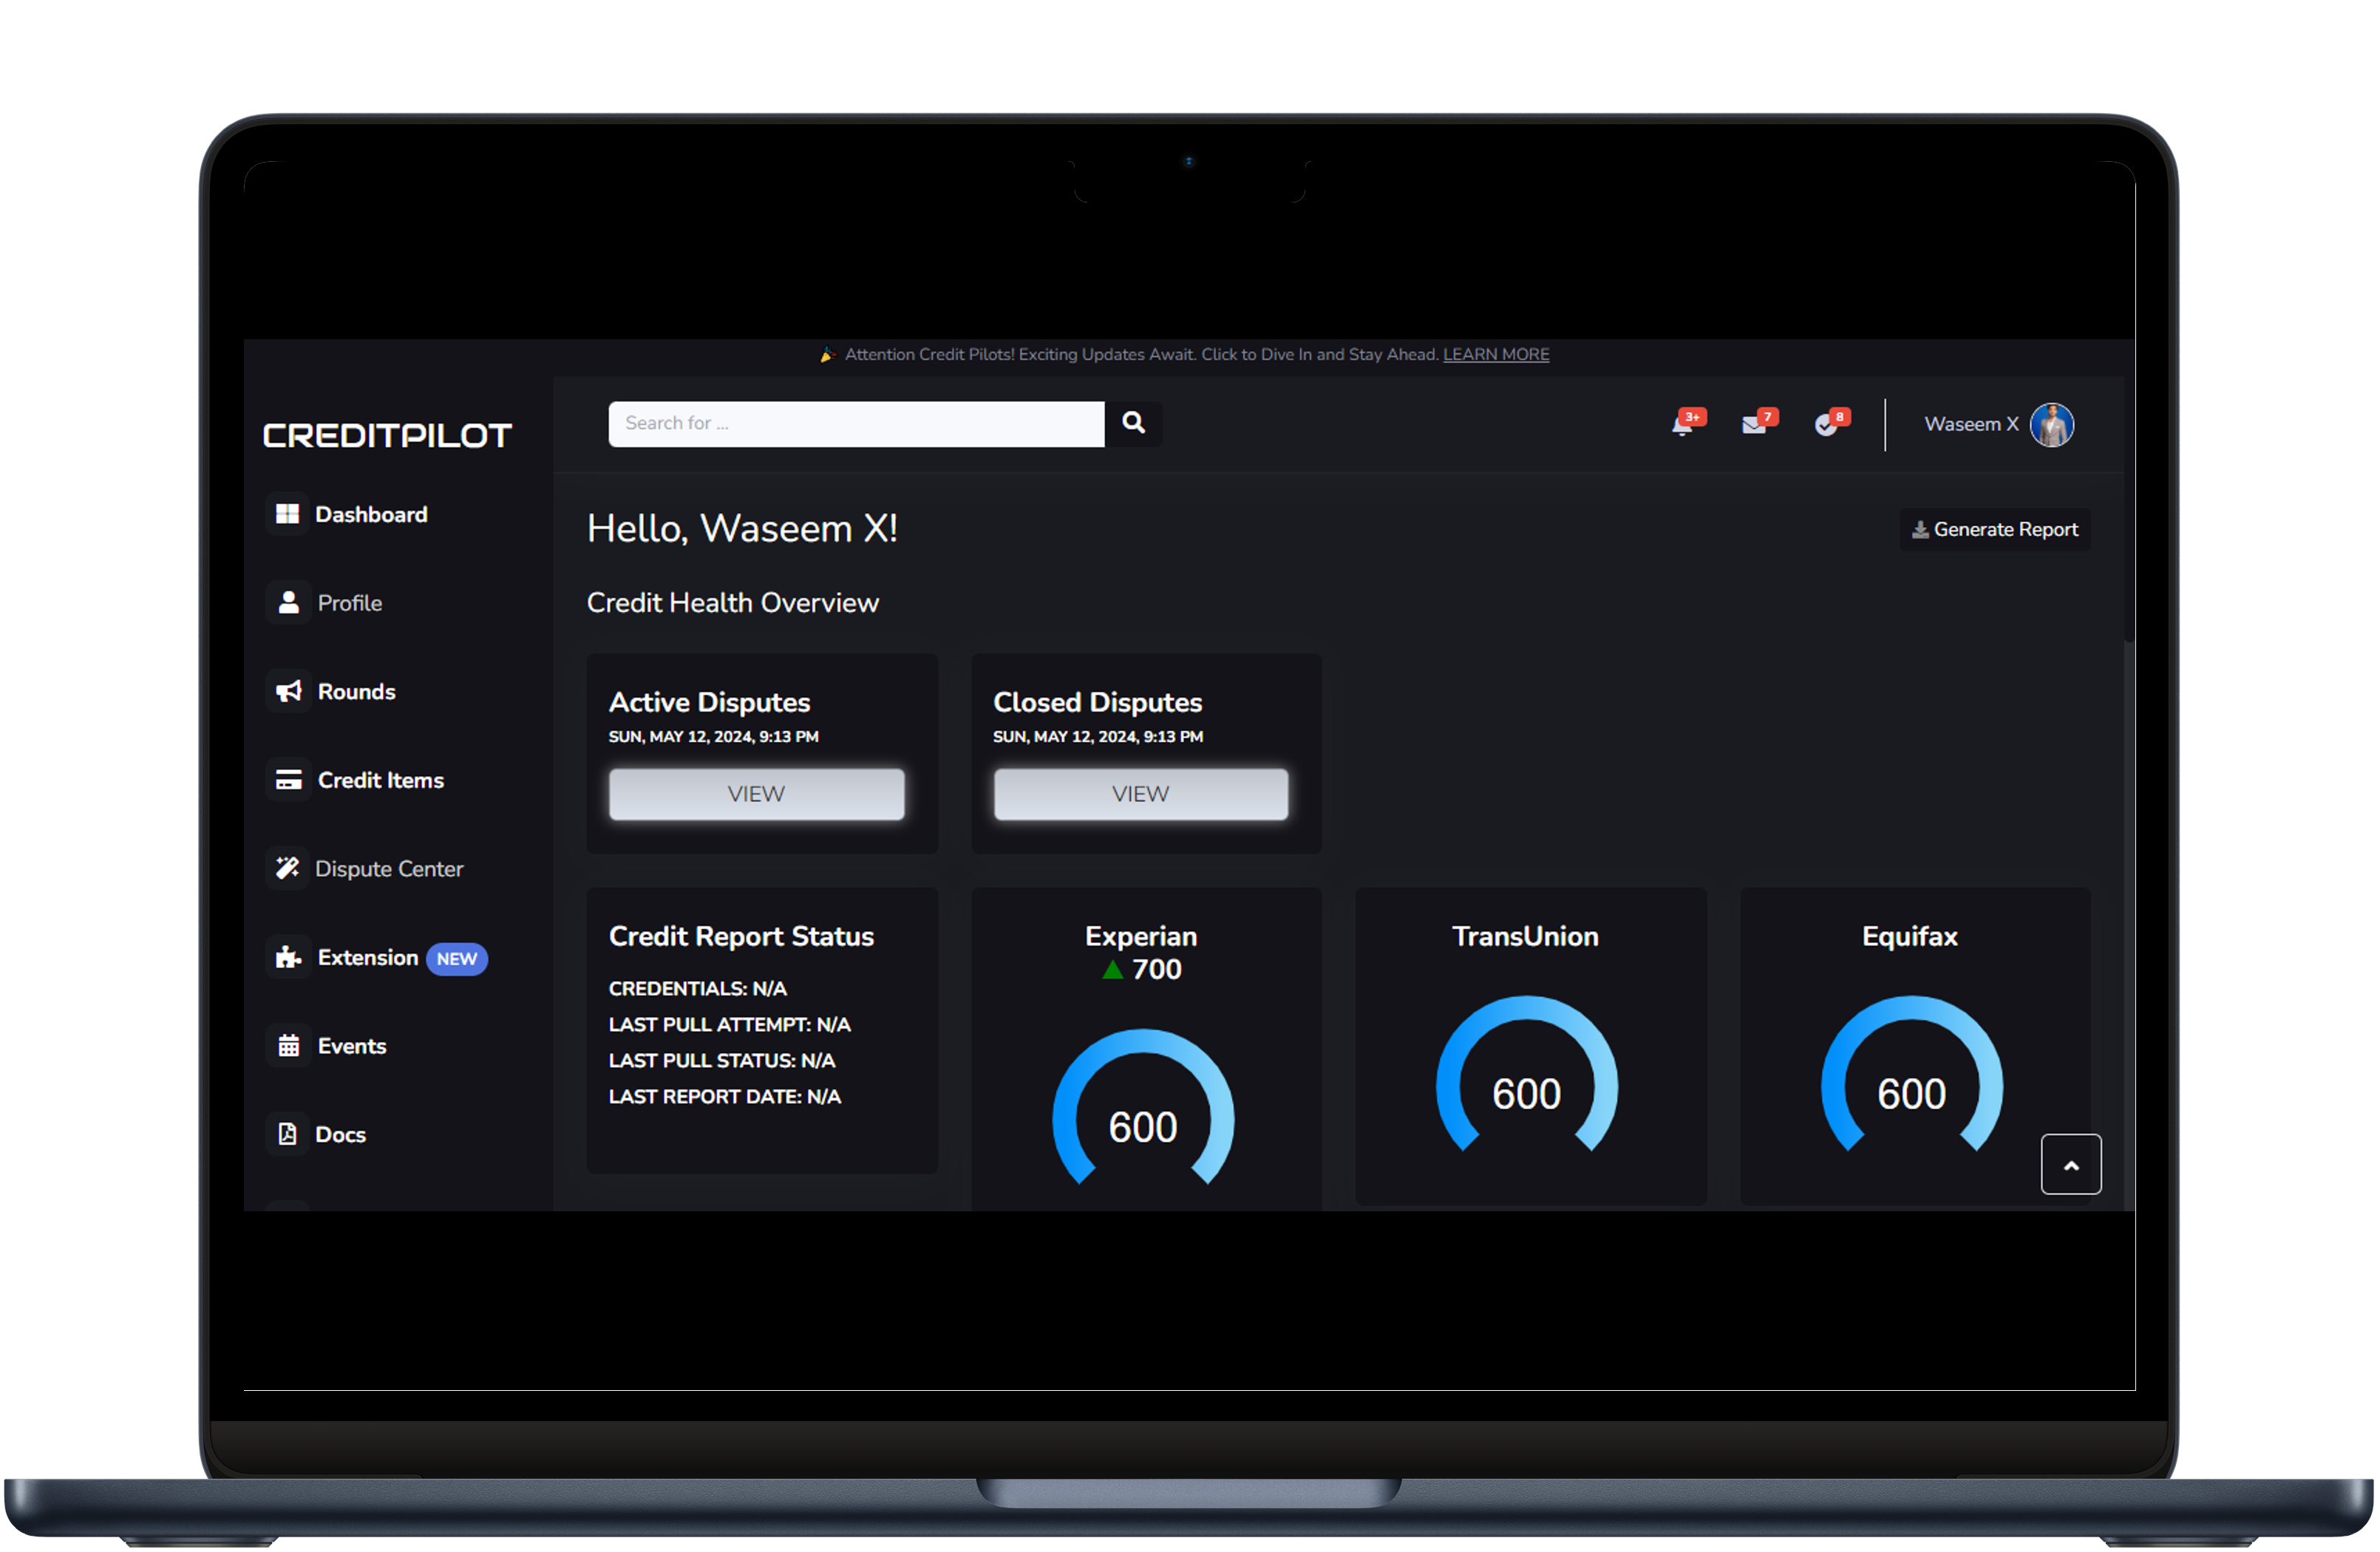 🎉 Attention Credit Pilots! Exciting Updates Await. Click to Dive In and Stay Ahead. LEARN MORE
CREDITPILOT
Search for ...
3+
7
8
Waseem X
Dashboard
Profile
Rounds
Credit Items
Dispute Center
Extension NEW
Events
Docs
Hello, Waseem X!
Generate Report
Credit Health Overview
Active Disputes
SUN, MAY 12, 2024, 9:13 PM
VIEW
Closed Disputes
SUN, MAY 12, 2024, 9:13 PM
VIEW
Credit Report Status
CREDENTIALS: N/A
LAST PULL ATTEMPT: N/A
LAST PULL STATUS: N/A
LAST REPORT DATE: N/A
Experian
▲ 700
600
TransUnion
600
Equifax
600